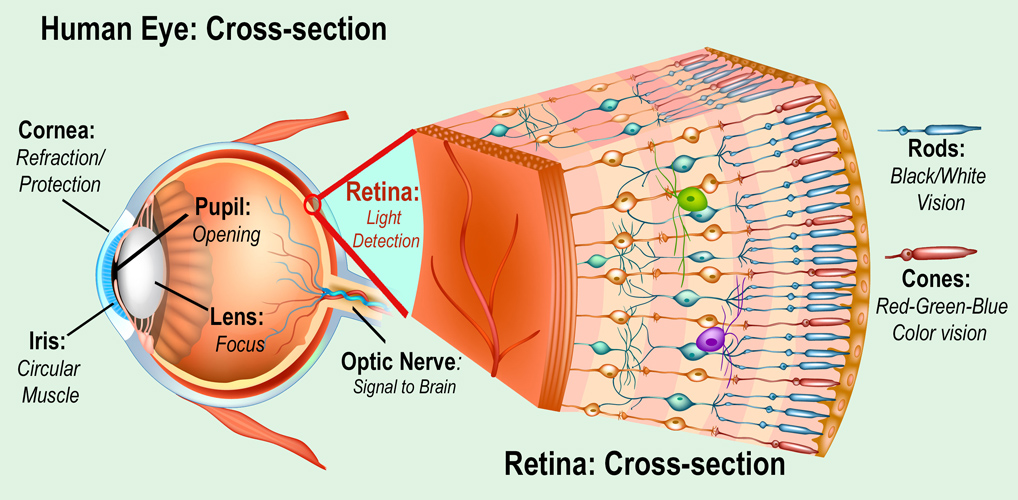 Human Eye: Cross-section
Cornea:
Refraction/
Protection
Pupil:
Opening
Iris:
Circular
Muscle
Lens:
Focus
Retina:
Light
Detection
Optic Nerve:
Signal to Brain
Rods:
Black/White
Vision
Cones:
Red-Green-Blue
Color vision
Retina: Cross-section